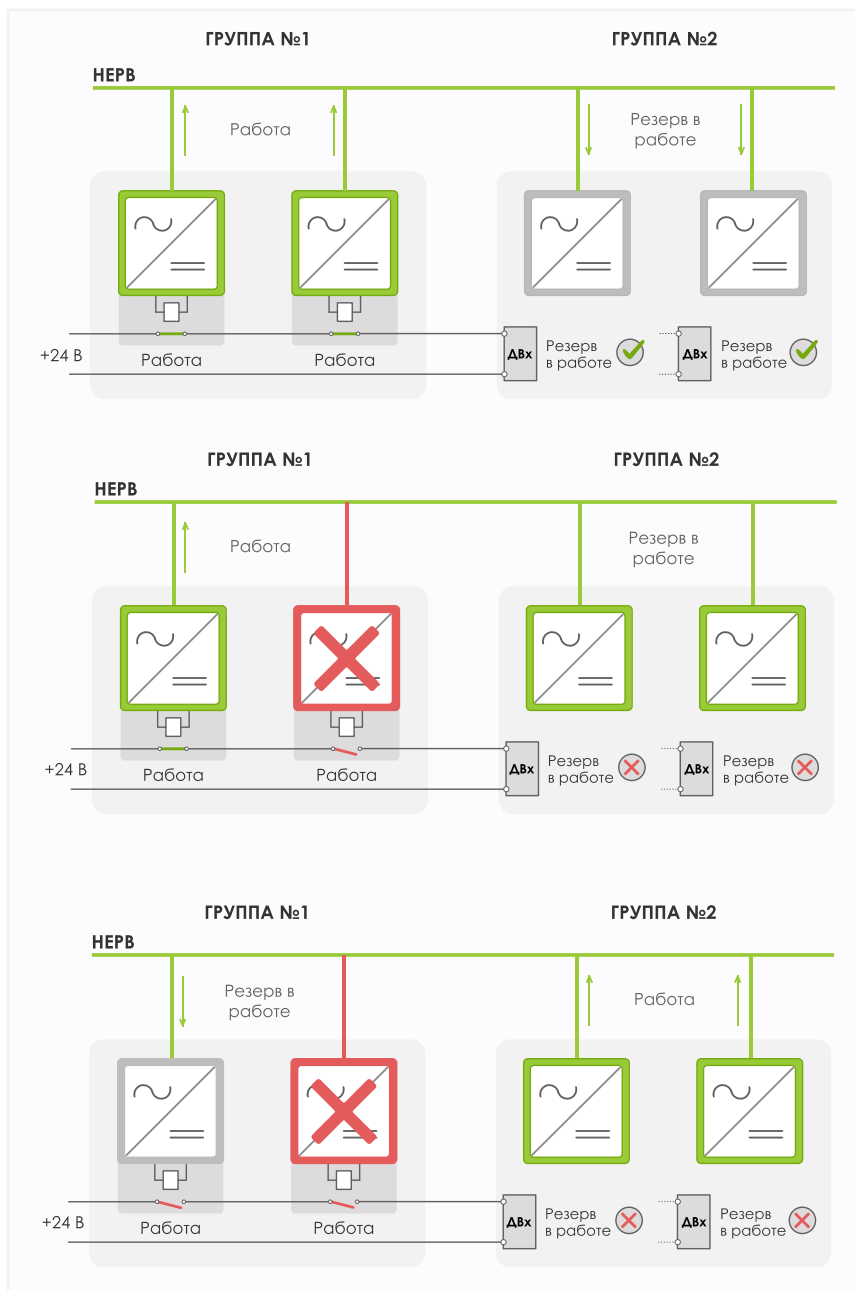 ГРУППА №1
ГРУППА №2
НЕРВ
Работа
Резерв в
работе
+24 В
Работа
Работа
ДВх
Резерв
в работе
ДВх
Резерв
в работе
ГРУППА №1
ГРУППА №2
НЕРВ
Работа
Резерв в
работе
+24 В
Работа
Работа
ДВх
Резерв
в работе
ДВх
Резерв
в работе
ГРУППА №1
ГРУППА №2
НЕРВ
Резерв в
работе
Работа
+24 В
Работа
Работа
ДВх
Резерв
в работе
ДВх
Резерв
в работе